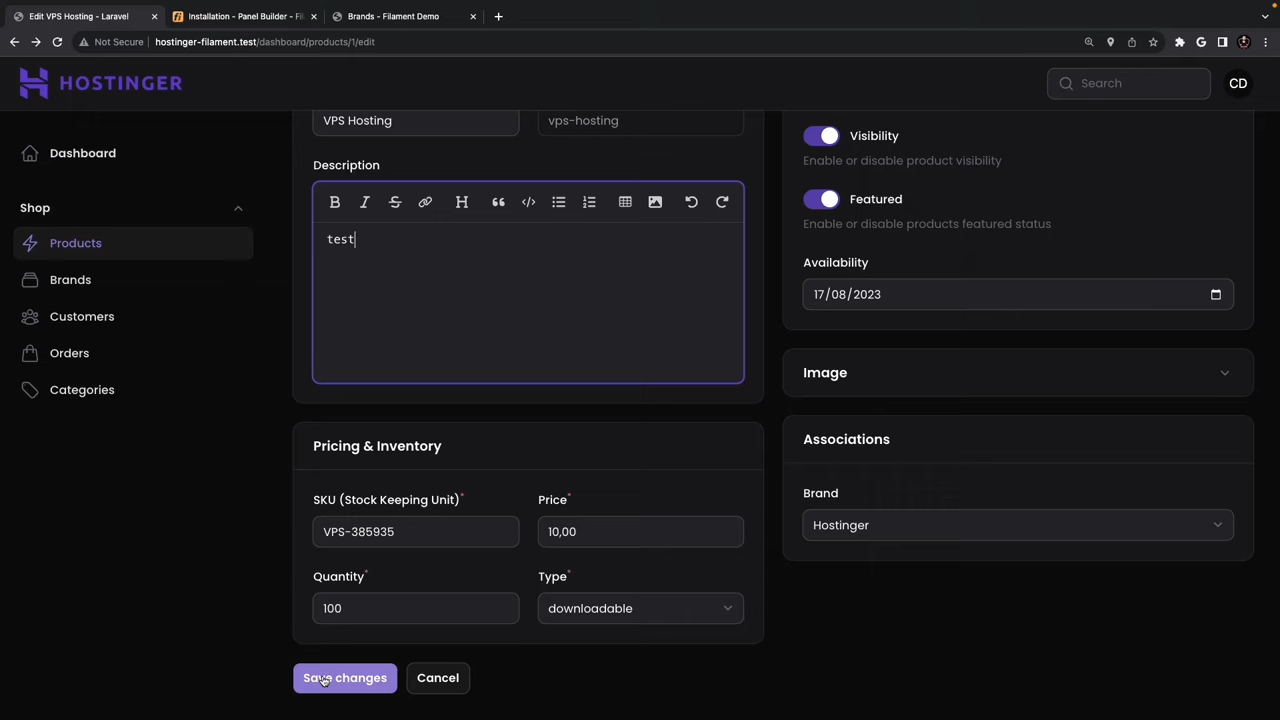 Edit VPS Hosting - Laravel
Installation - Panel Builder - Fil
Brands - Filament Demo
Not Secure
hostinger-filament.test/dashboard/products/1/edit
HOSTINGER
Search
CD
Dashboard
Shop
Products
Brands
Customers
Orders
Categories
VPS Hosting
vps-hosting
Description
test
Pricing & Inventory
SKU (Stock Keeping Unit)*
Price*
VPS-385935
10,00
Quantity*
Type*
100
downloadable
Save changes
Cancel
Visibility
Enable or disable product visibility
Featured
Enable or disable products featured status
Availability
17/08/2023
Image
Associations
Brand
Hostinger